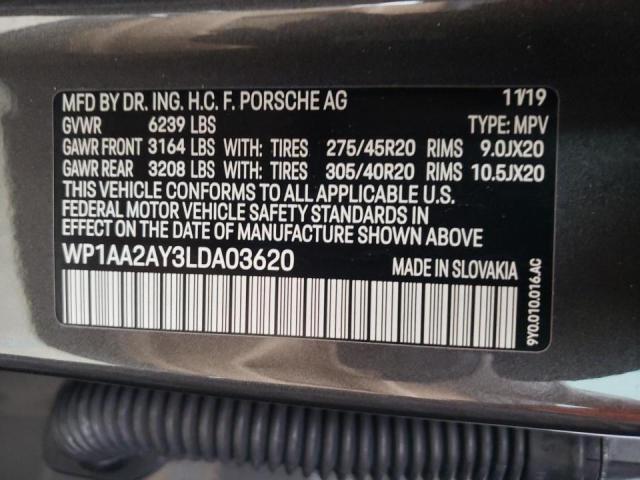 MFD BY DR. ING. H.C. F. PORSCHE AG 11/19
GVWR 6239 LBS TYPE: MPV
GAWR FRONT 3164 LBS WITH: TIRES 275/45R20 RIMS 9.0JX20
GAWR REAR 3208 LBS WITH: TIRES 305/40R20 RIMS 10.5JX20
THIS VEHICLE CONFORMS TO ALL APPLICABLE U.S.
FEDERAL MOTOR VEHICLE SAFETY STANDARDS IN
EFFECT ON THE DATE OF MANUFACTURE SHOWN ABOVE
WP1AA2AY3LDA03620 MADE IN SLOVAKIA
9Y0.010.016.AC